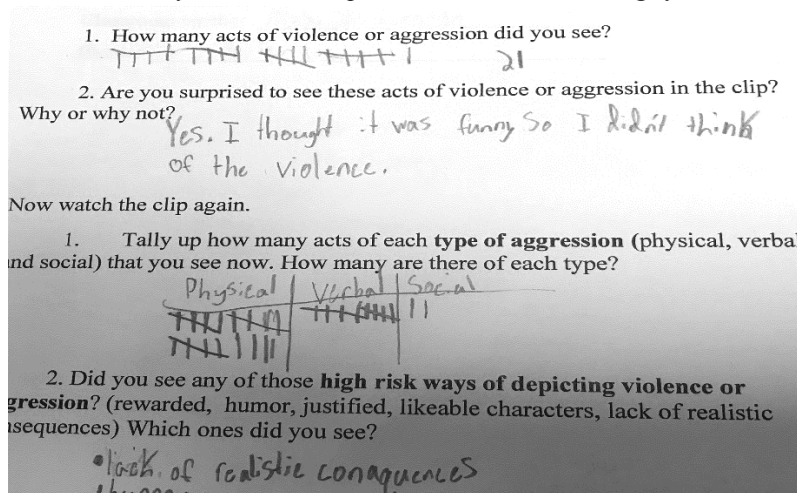 1. How many acts of violence or aggression did you see?
21
2. Are you surprised to see these acts of violence or aggression in the clip?
Why or why not?
Yes. I thought it was funny so I didn't think
of the violence.
Now watch the clip again.
1. Tally up how many acts of each type of aggression (physical, verba
nd social) that you see now. How many are there of each type?
Physical Verbal Social
2. Did you see any of those high risk ways of depicting violence or
gression? (rewarded, humor, justified, likeable characters, lack of realistic
sequences) Which ones did you see?
•lack of realistic conaquences